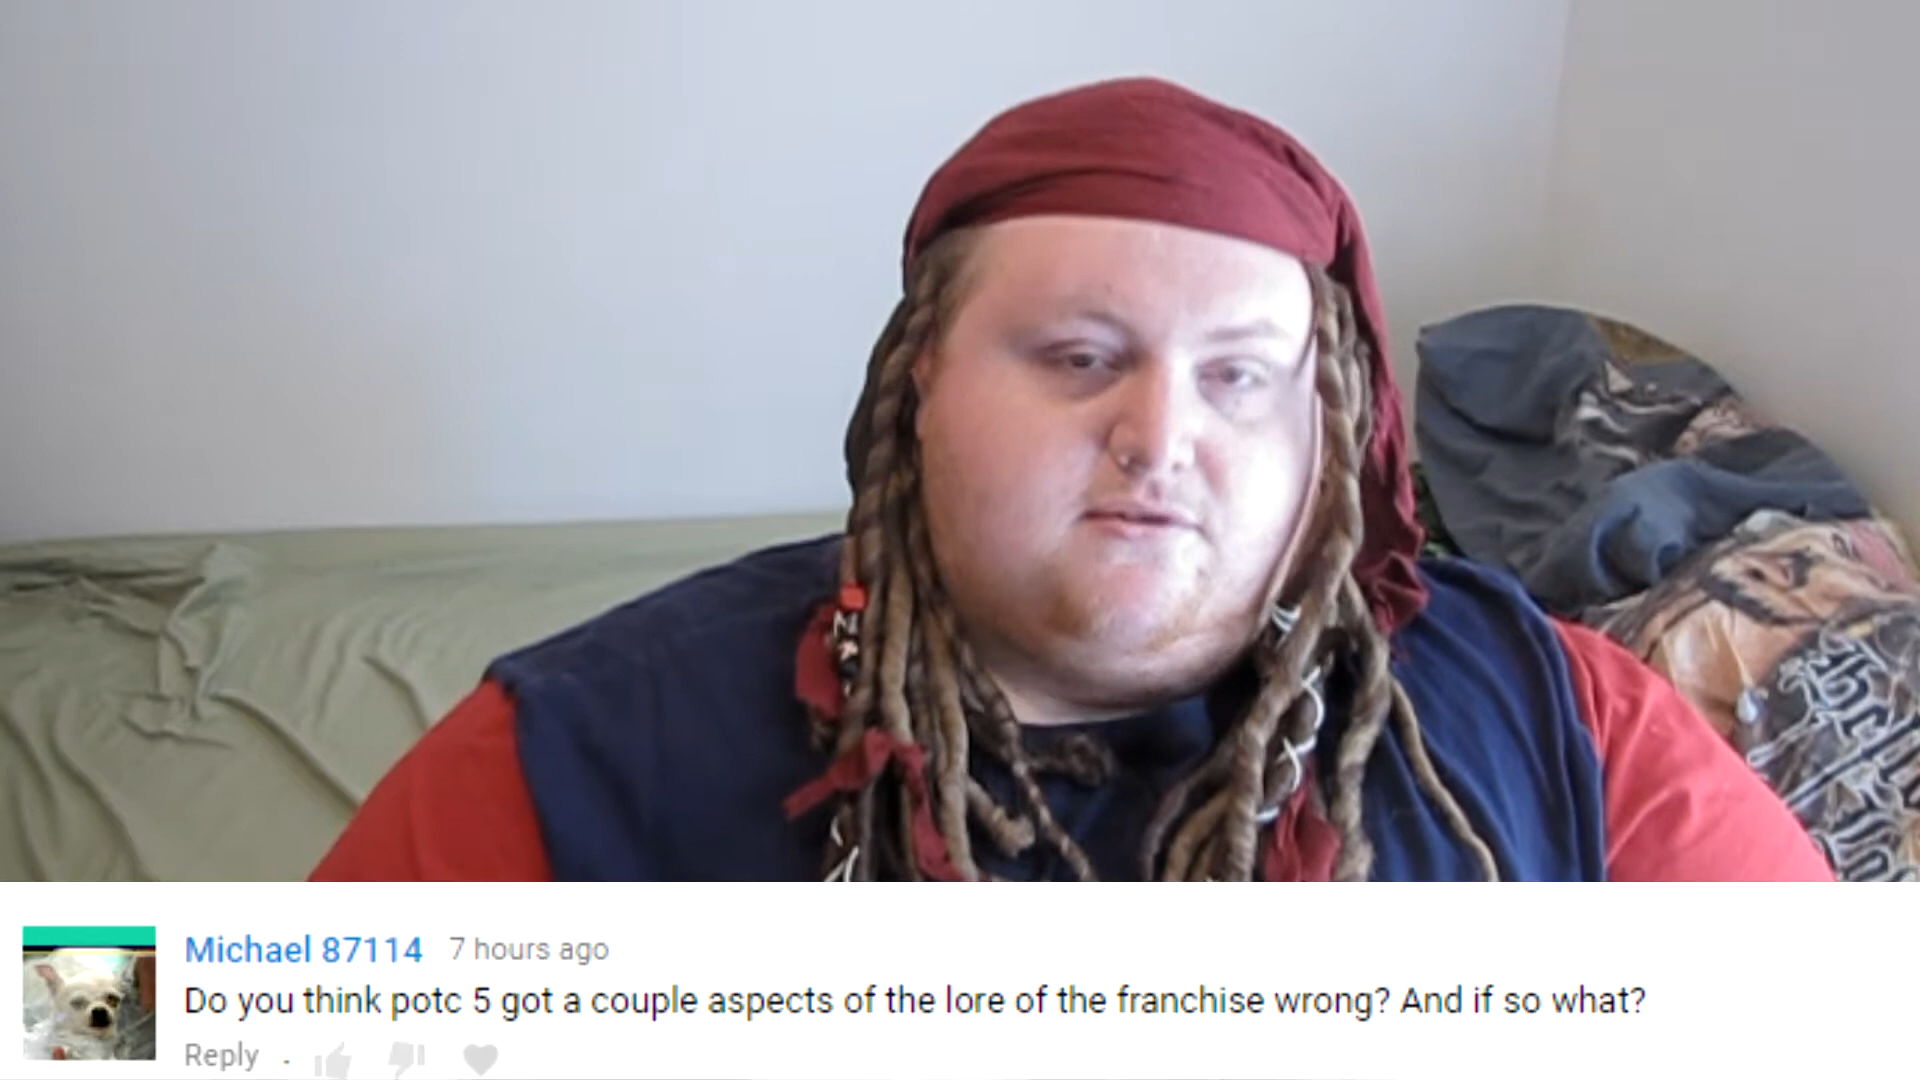 Michael 87114 7 hours ago
Do you think potc 5 got a couple aspects of the lore of the franchise wrong? And if so what?
Reply